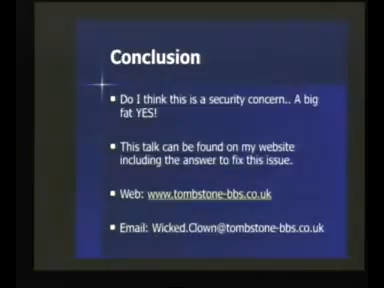 Conclusion
Do I think this is a security concern.. A big
fat YES!
This talk can be found on my website
including the answer to fix this issue.
Web: www.tombstone-bbs.co.uk
Email: Wicked.Clown@tombstone-bbs.co.uk